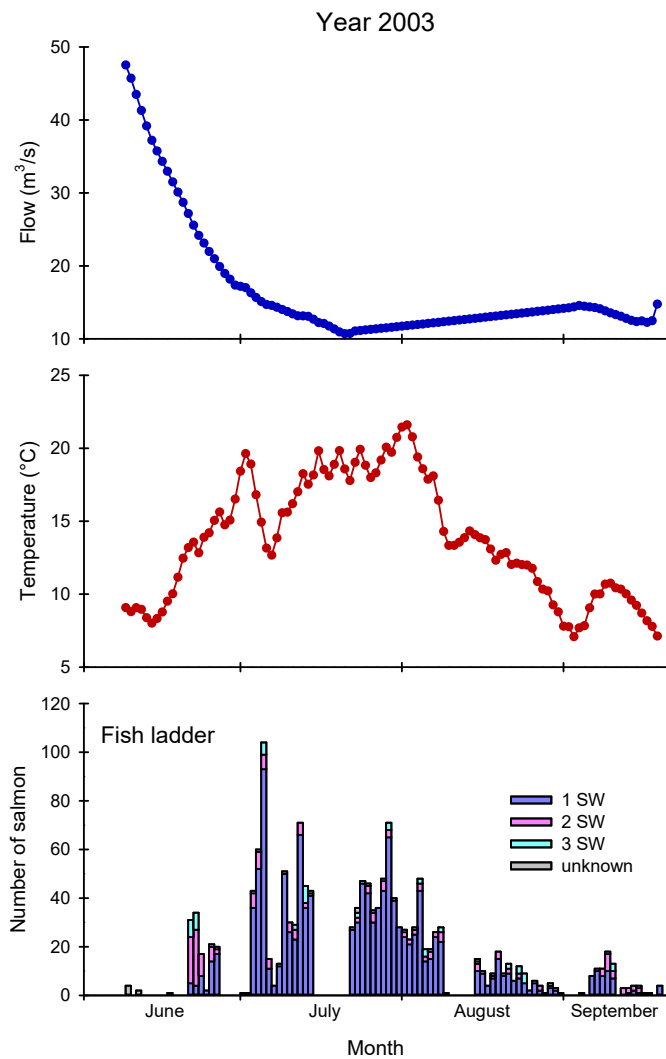 Year 2003
50
40
30
20
10
Flow (m³/s)
25
20
15
10
5
Temperature (°C)
120
100
80
60
40
20
0
Number of salmon
Fish ladder
1 SW
2 SW
3 SW
unknown
June July August September
Month